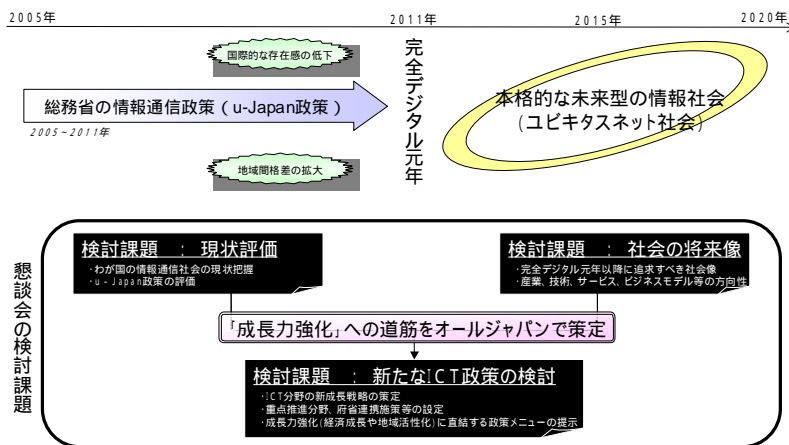 2005年
2011年
2015年
2020年
国際的な存在感の低下
総務省の情報通信政策（u-Japan政策）
2005~2011年
地域間格差の拡大
完全デジタル元年
本格的な未来型の情報社会
(ユビキタスネット社会)
懇談会の検討課題
検討課題 ： 現状評価
・わが国の情報通信社会の現状把握
・u-Japan政策の評価
検討課題 ： 社会の将来像
・完全デジタル元年以降に追求すべき社会像
・産業、技術、サービス、ビジネスモデル等の方向性
「成長力強化」への道筋をオールジャパンで策定
検討課題 ： 新たなICT政策の検討
・ICT分野の新成長戦略の策定
・重点推進分野、府省連携施策等の設定
・成長力強化(経済成長や地域活性化)に直結する政策メニューの提示